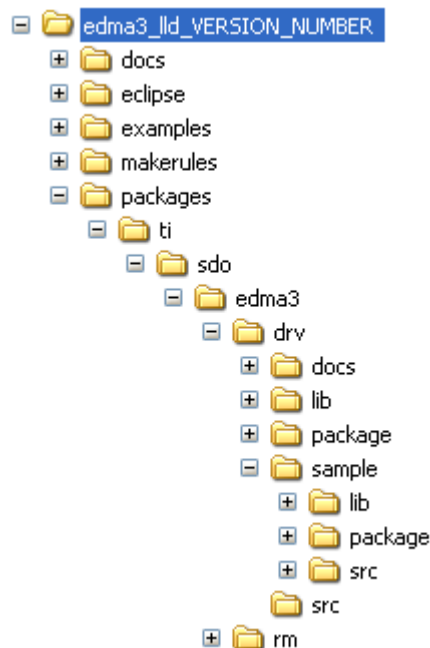 edma3_lld_VERSION_NUMBER
docs
eclipse
examples
makerules
packages
ti
sdo
edma3
drv
docs
lib
package
sample
lib
package
src
src
rm